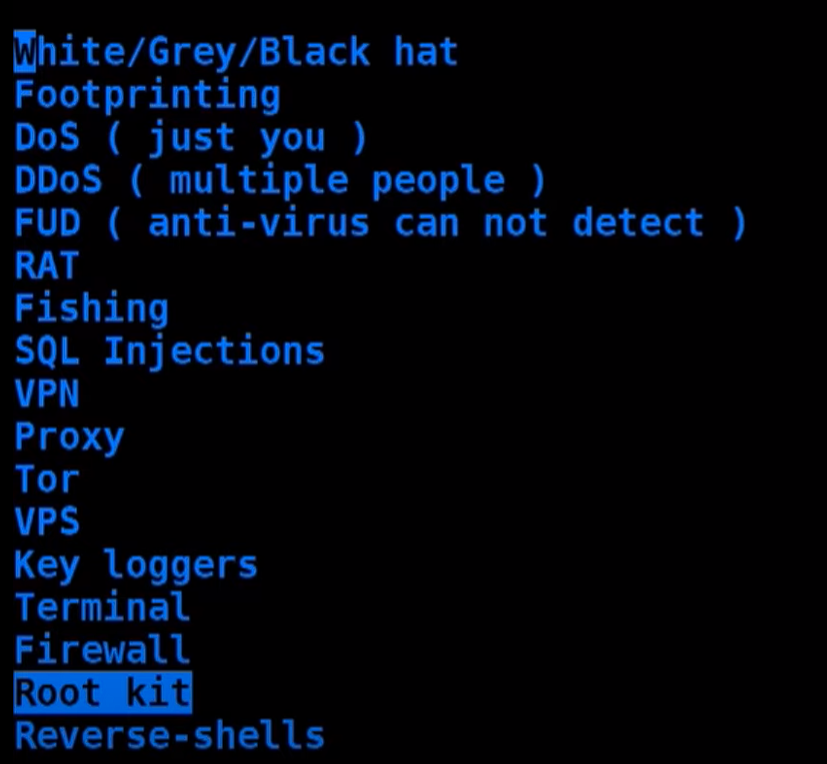 White/Grey/Black hat
Footprinting
DoS ( just you )
DDoS ( multiple people )
FUD ( anti-virus can not detect )
RAT
Fishing
SQL Injections
VPN
Proxy
Tor
VPS
Key loggers
Terminal
Firewall
Root kit
Reverse-shells